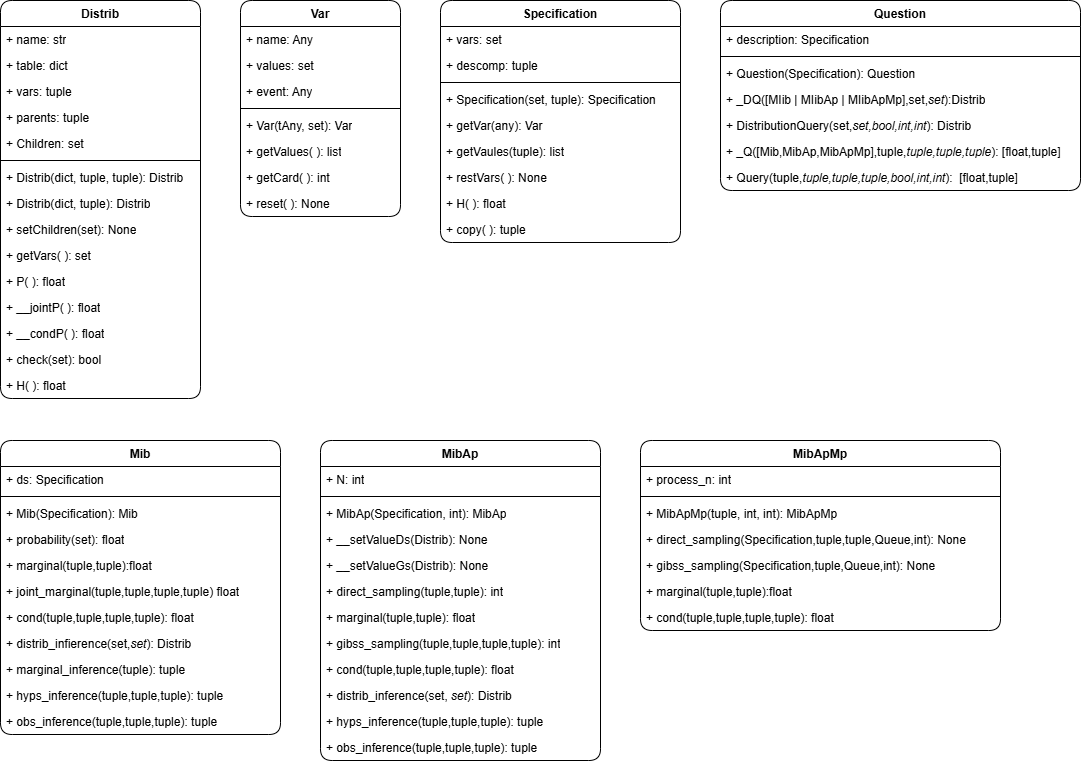 Distrib
+ name: str
+ table: dict
+ vars: tuple
+ parents: tuple
+ Children: set
+ Distrib(dict, tuple, tuple): Distrib
+ Distrib(dict, tuple): Distrib
+ setChildren(set): None
+ getVars( ): set
+ P( ): float
+ __jointP( ): float
+ __condP( ): float
+ check(set): bool
+ H( ): float
Var
+ name: Any
+ values: set
+ event: Any
+ Var(tAny, set): Var
+ getValues( ): list
+ getCard( ): int
+ reset( ): None
Specification
+ vars: set
+ descomp: tuple
+ Specification(set, tuple): Specification
+ getVar(any): Var
+ getVaules(tuple): list
+ restVars( ): None
+ H( ): float
+ copy( ): tuple
Question
+ description: Specification
+ Question(Specification): Question
+ _DQ([MIib | MIibAp | MIibApMp],set,set):Distrib
+ DistributionQuery(set,set,bool,int,int): Distrib
+ _Q([Mib,MibAp,MibApMp],tuple,tuple,tuple,tuple): [float,tuple]
+ Query(tuple,tuple,tuple,tuple,bool,int,int):  [float,tuple]
Mib
+ ds: Specification
+ Mib(Specification): Mib
+ probability(set): float
+ marginal(tuple,tuple):float
+ joint_marginal(tuple,tuple,tuple,tuple) float
+ cond(tuple,tuple,tuple,tuple): float
+ distrib_infierence(set,set): Distrib
+ marginal_inference(tuple): tuple
+ hyps_inference(tuple,tuple,tuple): tuple
+ obs_inference(tuple,tuple,tuple): tuple
MibAp
+ N: int
+ MibAp(Specification, int): MibAp
+ __setValueDs(Distrib): None
+ __setValueGs(Distrib): None
+ direct_sampling(tuple,tuple): int
+ marginal(tuple,tuple): float
+ gibss_sampling(tuple,tuple,tuple,tuple): int
+ cond(tuple,tuple,tuple,tuple): float
+ distrib_inference(set, set): Distrib
+ hyps_inference(tuple,tuple,tuple): tuple
+ obs_inference(tuple,tuple,tuple): tuple
MibApMp
+ process_n: int
+ MibApMp(tuple, int, int): MibApMp
+ direct_sampling(Specification,tuple,tuple,Queue,int): None
+ gibss_sampling(Specification,tuple,Queue,int): None
+ marginal(tuple,tuple):float
+ cond(tuple,tuple,tuple,tuple): float